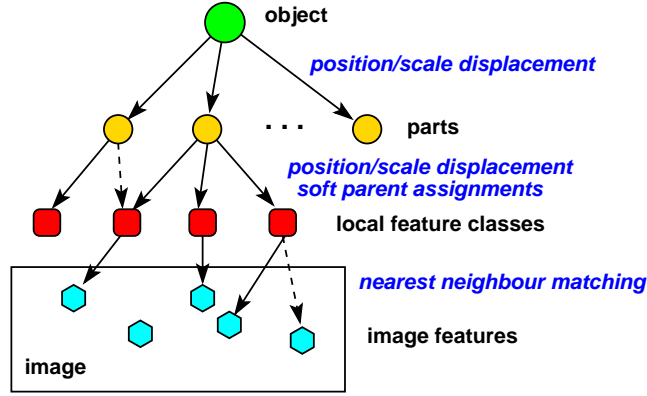 object
position/scale displacement
. . .
parts
position/scale displacement
soft parent assignments
local feature classes
nearest neighbour matching
image features
image